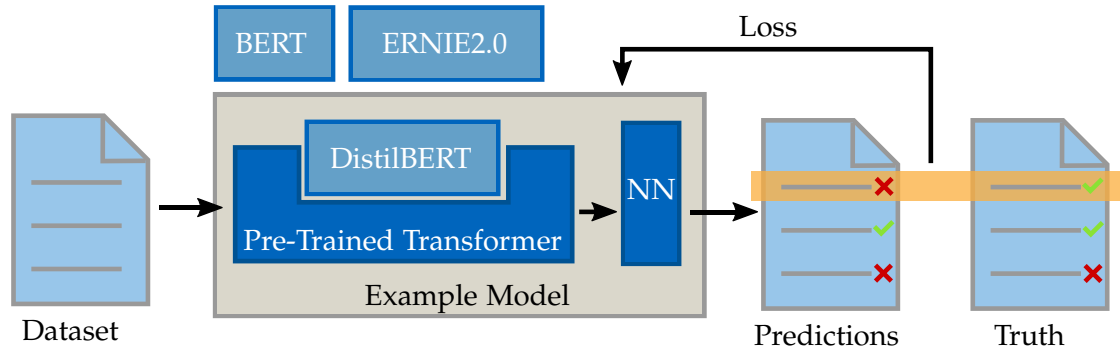 BERT
ERNIE2.0
Loss
DistilBERT
NN
Pre-Trained Transformer
Example Model
Dataset
Predictions
Truth